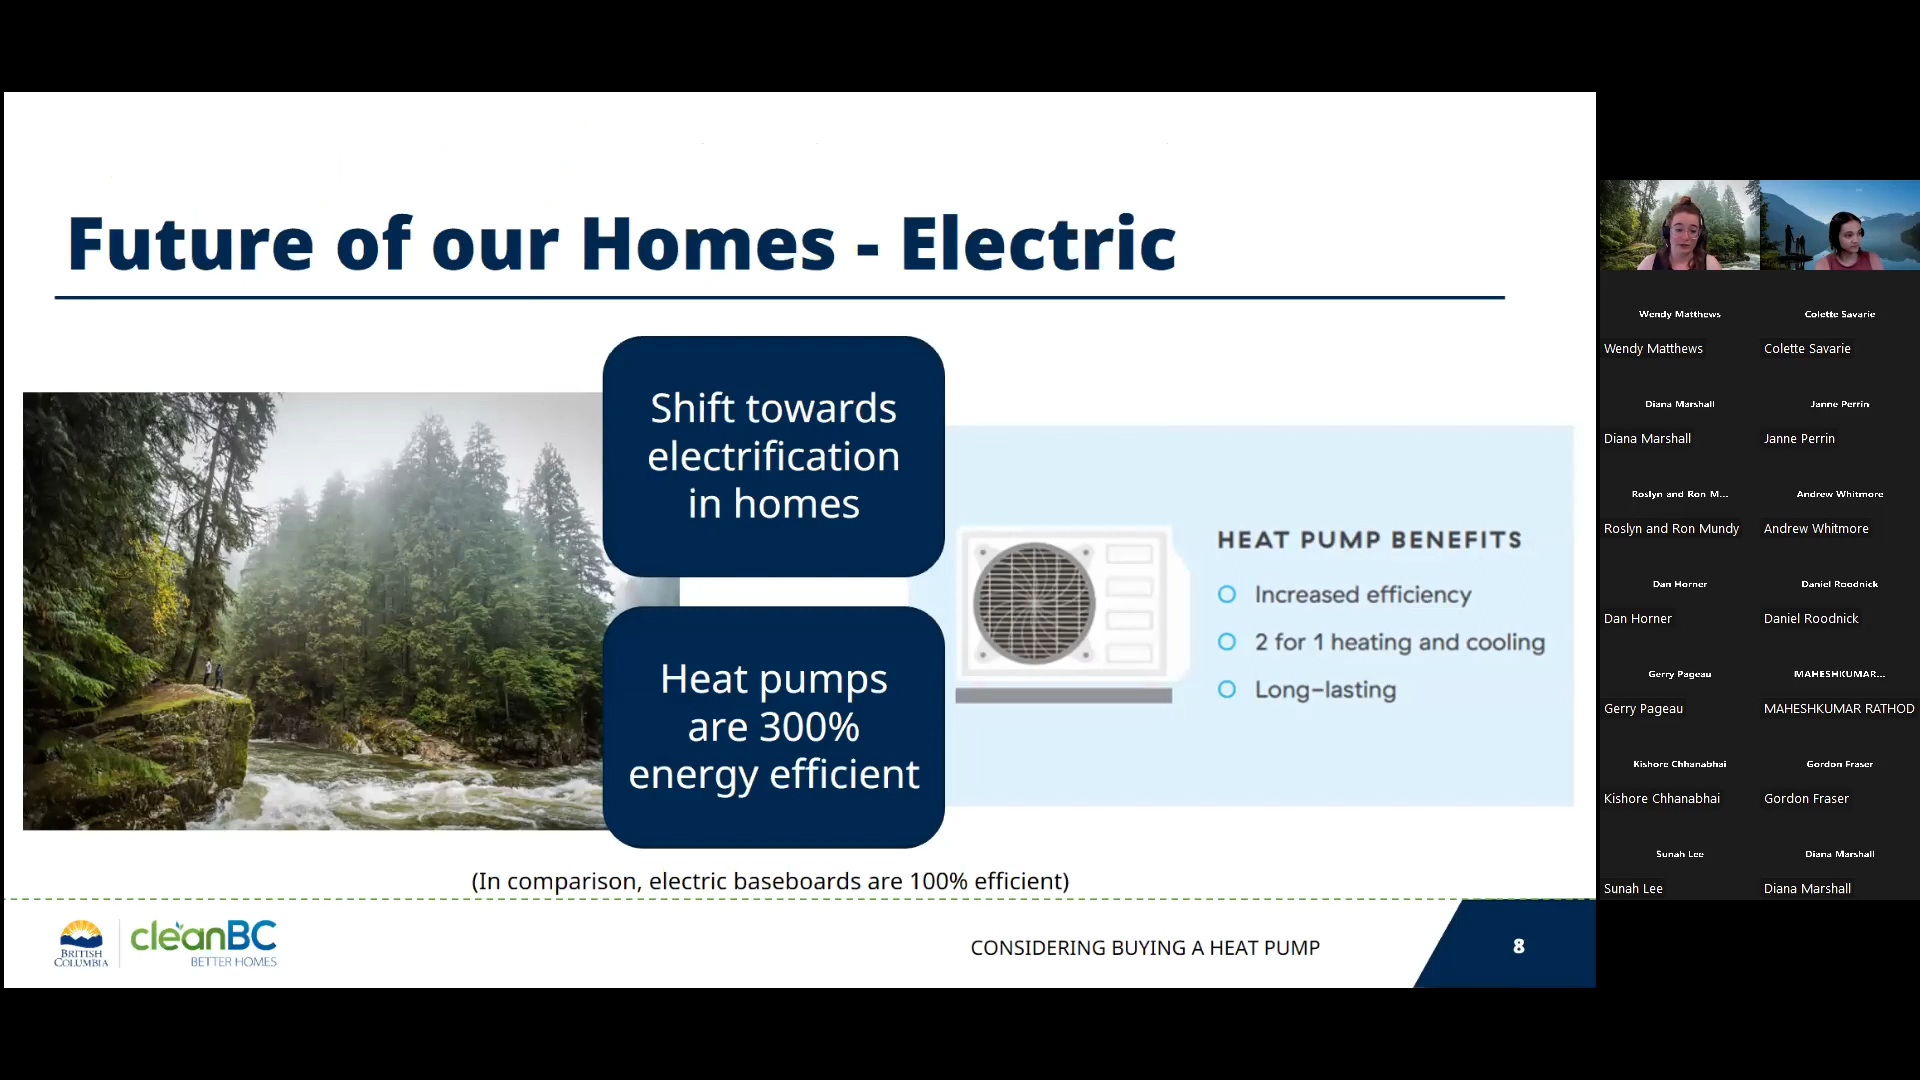 Future of our Homes - Electric
Shift towards
electrification
in homes
Heat pumps
are 300%
energy efficient
HEAT PUMP BENEFITS
Increased efficiency
2 for 1 heating and cooling
Long-lasting
(In comparison, electric baseboards are 100% efficient)
BRITISH
COLUMBIA
cleanBC
BETTER HOMES
CONSIDERING BUYING A HEAT PUMP
8
Wendy Matthews
Colette Savarie
Wendy Matthews
Colette Savarie
Diana Marshall
Janne Perrin
Diana Marshall
Janne Perrin
Roslyn and Ron M...
Andrew Whitmore
Roslyn and Ron Mundy
Andrew Whitmore
Dan Horner
Daniel Roodnick
Dan Horner
Daniel Roodnick
Gerry Pageau
MAHESHKUMAR...
Gerry Pageau
MAHESHKUMAR RATHOD
Kishore Chhanabhai
Gordon Fraser
Kishore Chhanabhai
Gordon Fraser
Sunah Lee
Diana Marshall
Sunah Lee
Diana Marshall